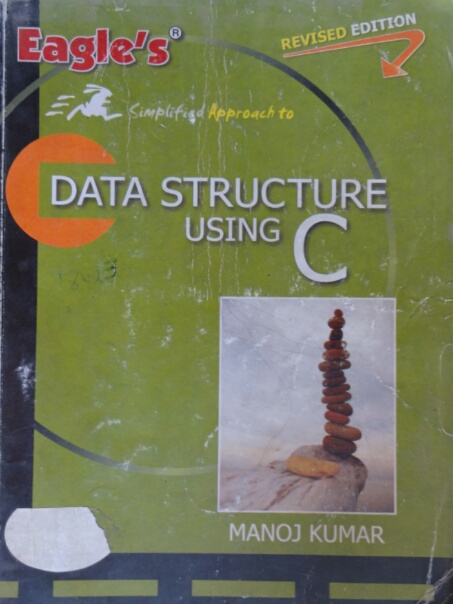 Eagle's®
REVISED EDITION
Simplified Approach to
DATA STRUCTURE
USING C
MANOJ KUMAR